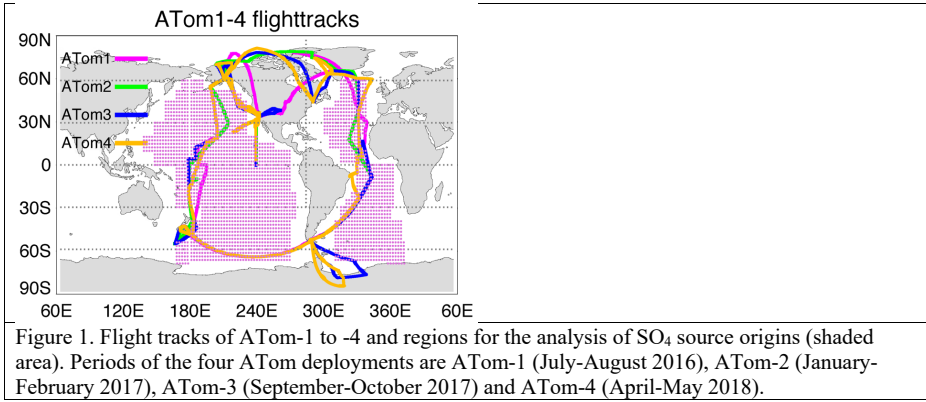 ATom1-4 flighttracks
90N
ATom1
60N
ATom2
ATom3
30N
ATom4
0
30S
60S
90S
60E 120E 180E 240E 300E 360E 60E
Figure 1. Flight tracks of ATom-1 to -4 and regions for the analysis of SO₄ source origins (shaded
area). Periods of the four ATom deployments are ATom-1 (July-August 2016), ATom-2 (January-
February 2017), ATom-3 (September-October 2017) and ATom-4 (April-May 2018).